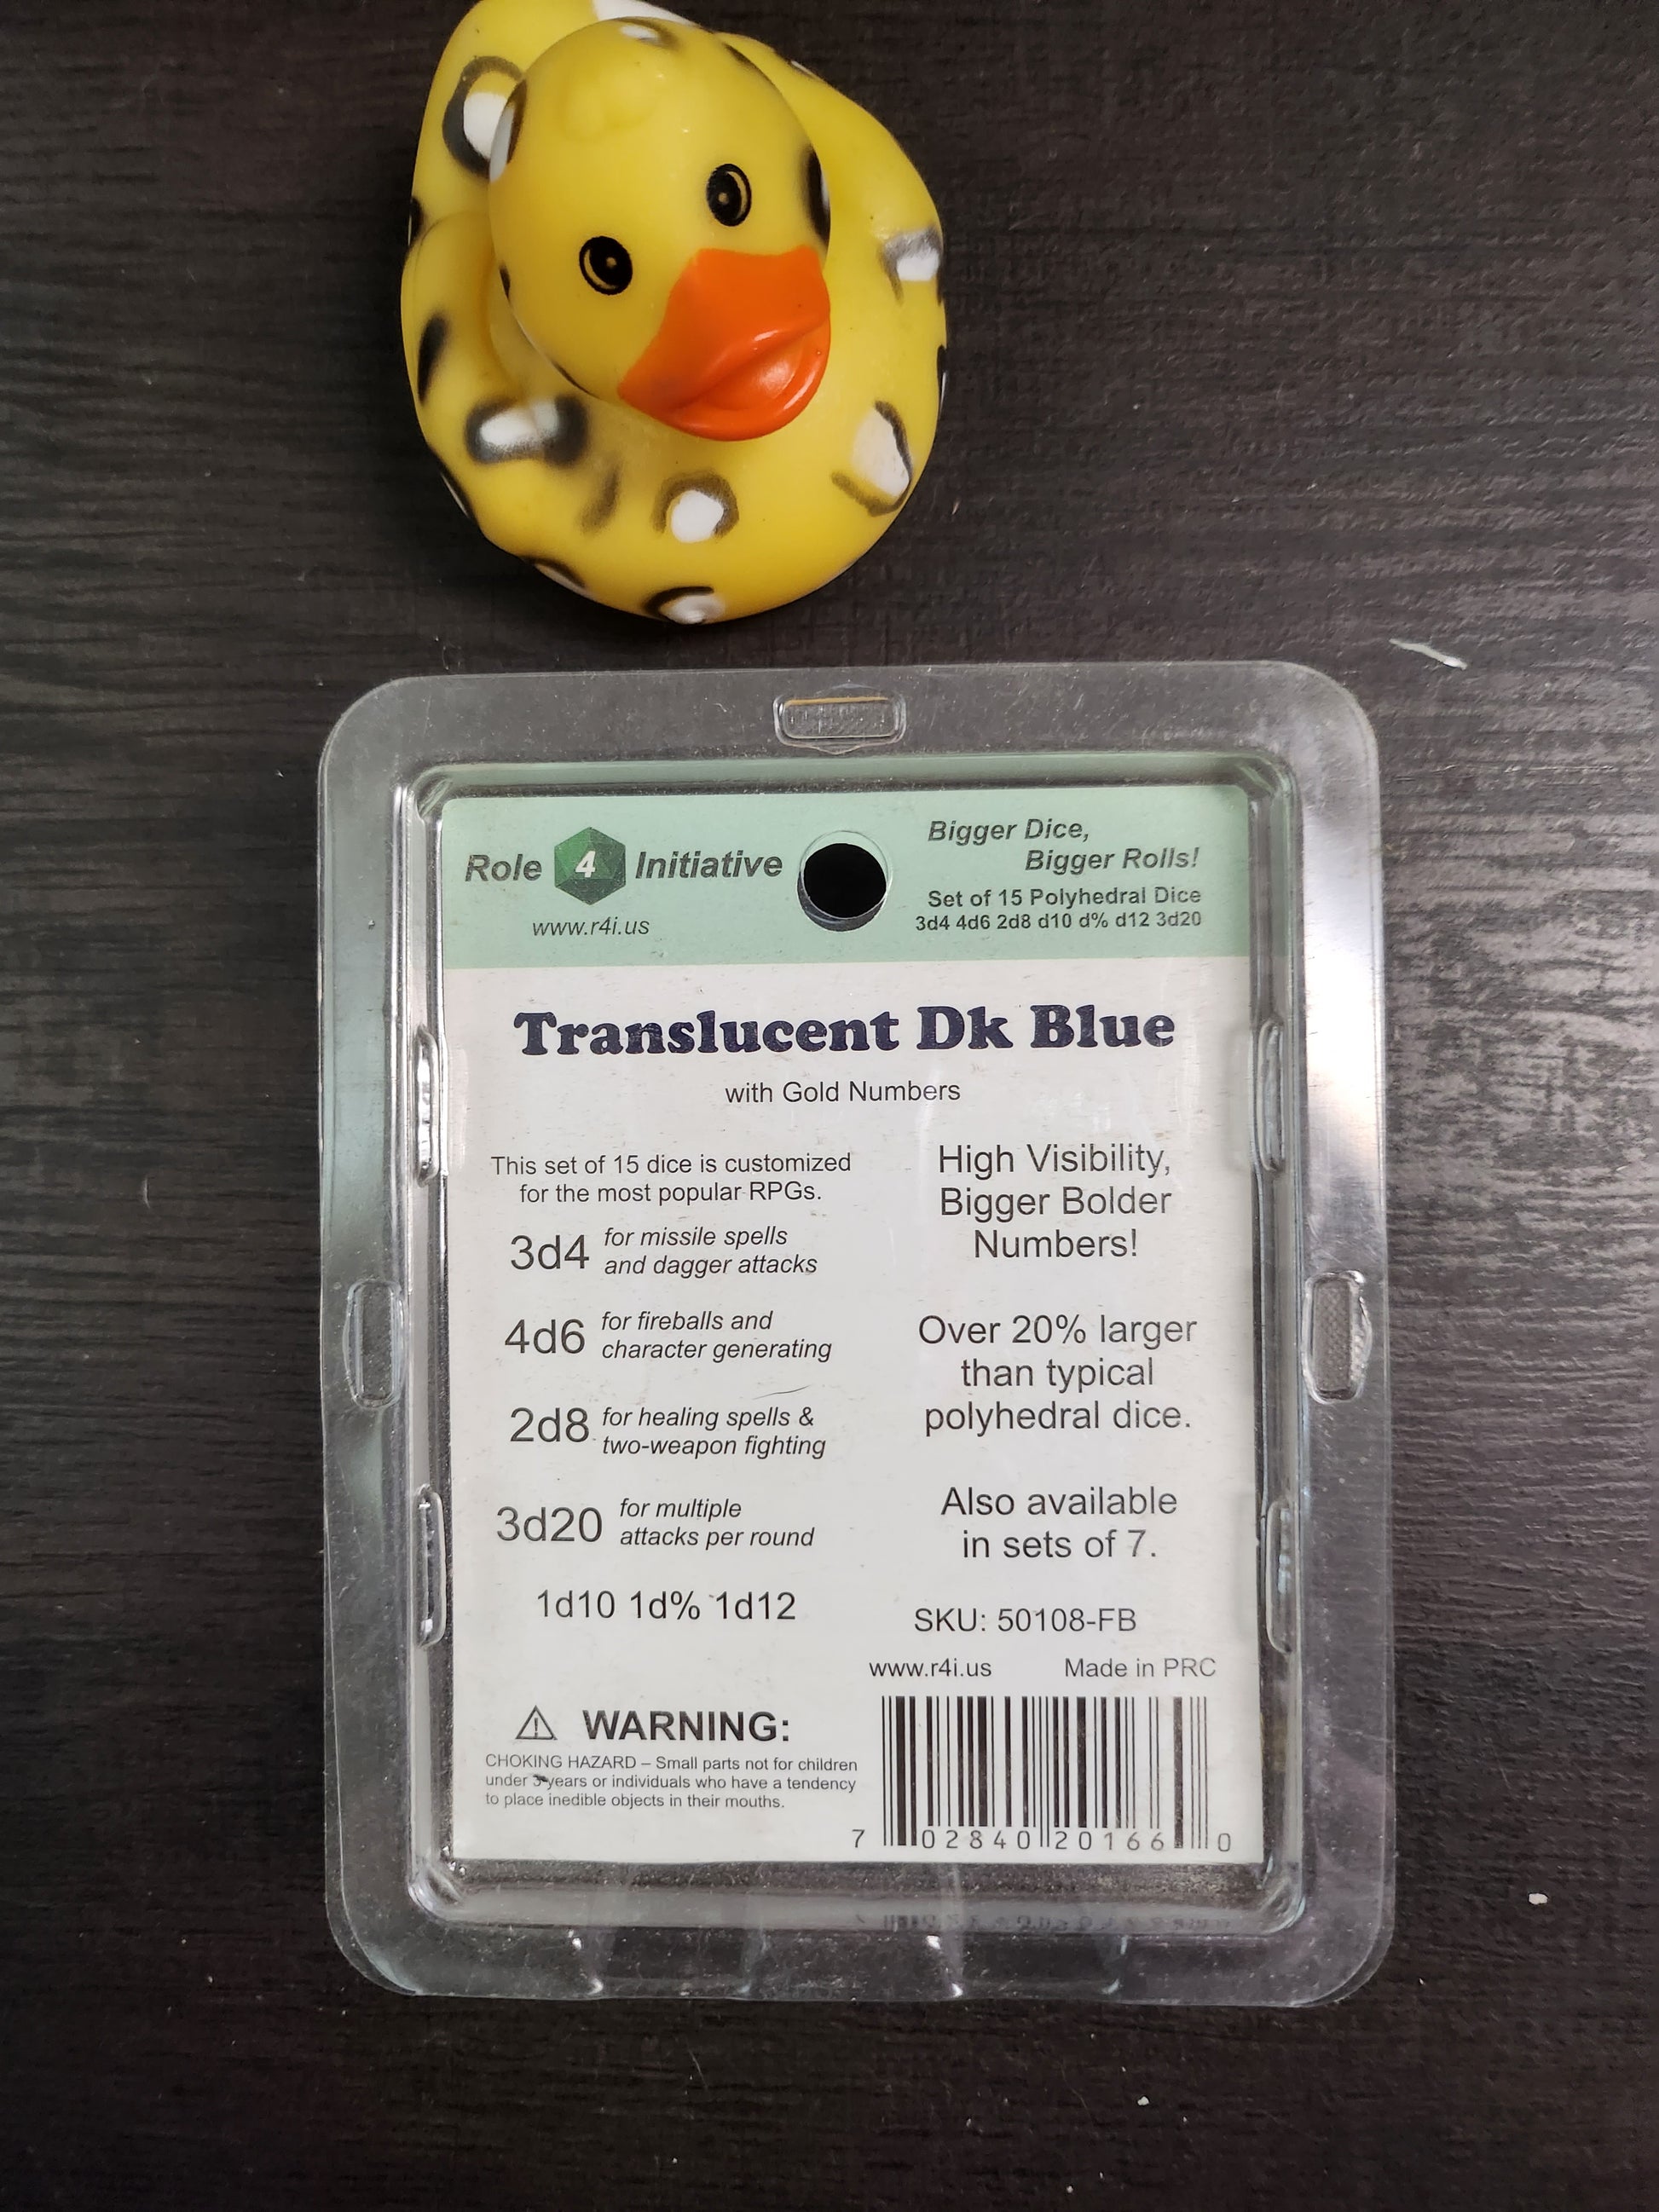 Role 4 Initiative
www.r4i.us
Bigger Dice,
Bigger Rolls!
Set of 15 Polyhedral Dice
3d4 4d6 2d8 d10 d% d12 3d20
Translucent Dk Blue
with Gold Numbers
This set of 15 dice is customized
for the most popular RPGs.
3d4 for missile spells
and dagger attacks
4d6 for fireballs and
character generating
2d8 for healing spells &
two-weapon fighting
3d20 for multiple
attacks per round
1d10 1d% 1d12
High Visibility,
Bigger Bolder
Numbers!
Over 20% larger
than typical
polyhedral dice.
Also available
in sets of 7.
SKU: 50108-FB
www.r4i.us Made in PRC
⚠ WARNING:
CHOKING HAZARD – Small parts not for children
under 3 years or individuals who have a tendency
to place inedible objects in their mouths.
7 02840 20166 0